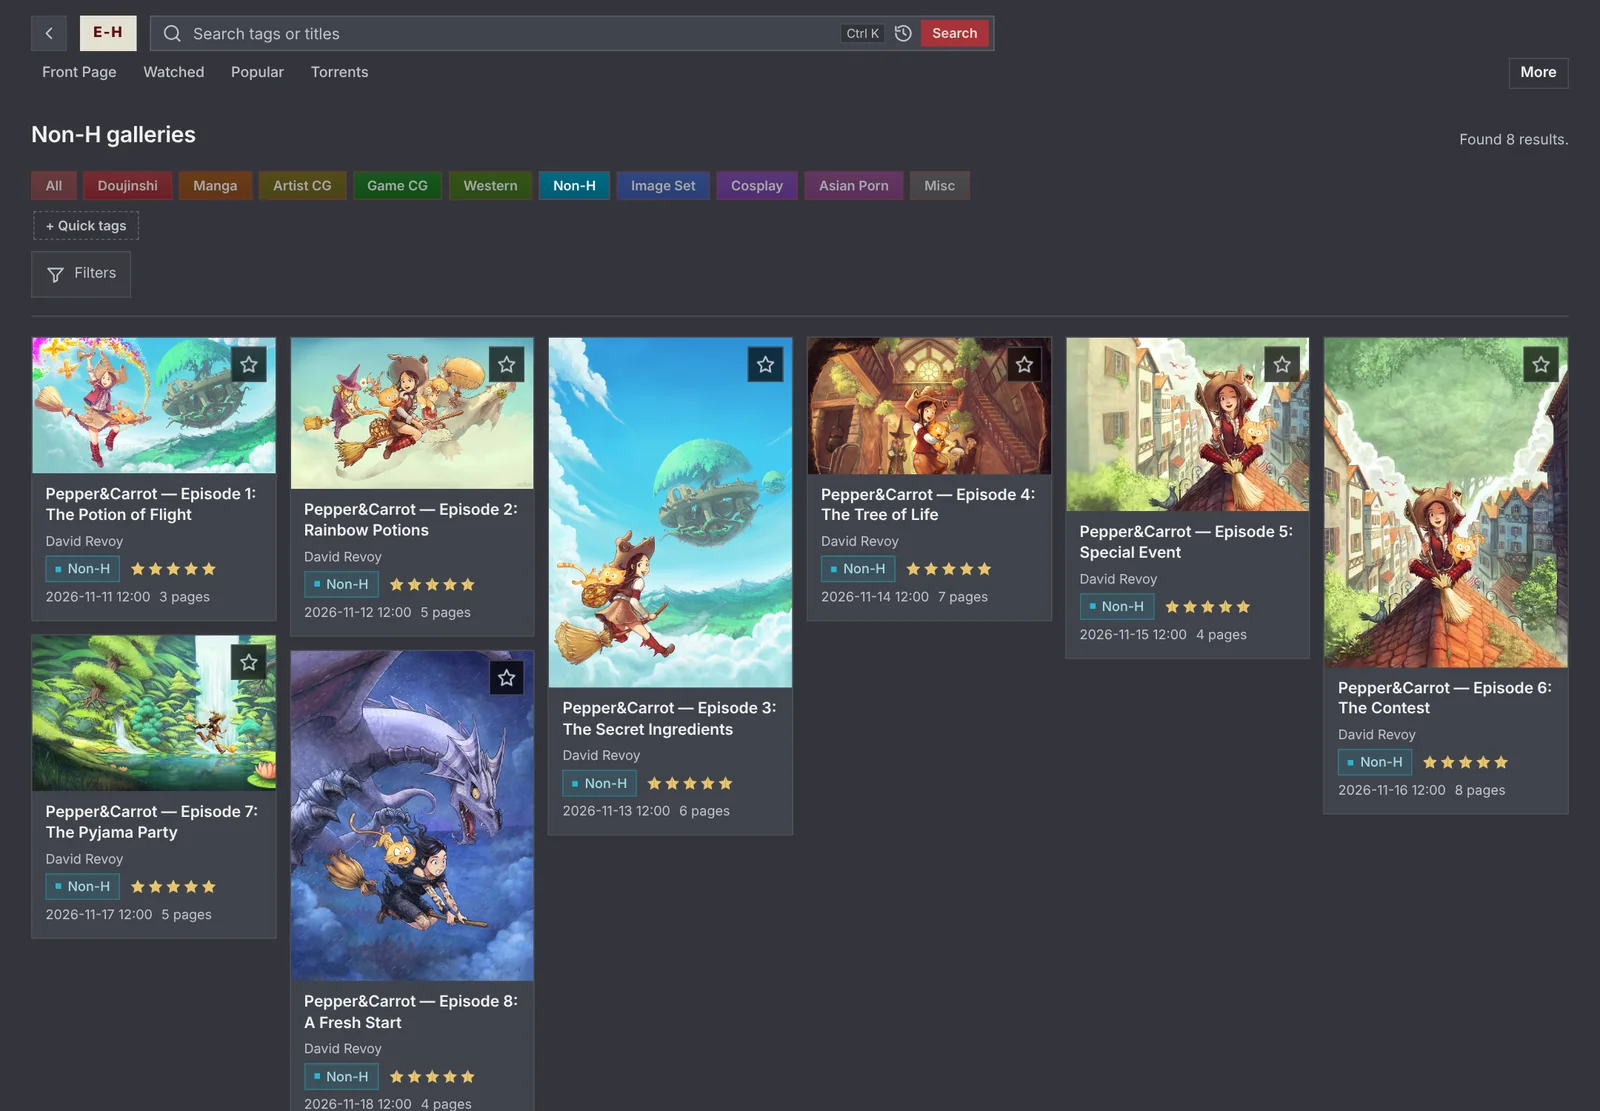 E-H
Search tags or titles
Ctrl K
Search
Front Page
Watched
Popular
Torrents
More
Non-H galleries
Found 8 results.
All
Doujinshi
Manga
Artist CG
Game CG
Western
Non-H
Image Set
Cosplay
Asian Porn
Misc
+ Quick tags
Filters
Pepper&Carrot — Episode 1:
The Potion of Flight
David Revoy
Non-H
2026-11-11 12:00 3 pages
Pepper&Carrot — Episode 2:
Rainbow Potions
David Revoy
Non-H
2026-11-12 12:00 5 pages
Pepper&Carrot — Episode 3:
The Secret Ingredients
David Revoy
Non-H
2026-11-13 12:00 6 pages
Pepper&Carrot — Episode 4:
The Tree of Life
David Revoy
Non-H
2026-11-14 12:00 7 pages
Pepper&Carrot — Episode 5:
Special Event
David Revoy
Non-H
2026-11-15 12:00 4 pages
Pepper&Carrot — Episode 6:
The Contest
David Revoy
Non-H
2026-11-16 12:00 8 pages
Pepper&Carrot — Episode 7:
The Pyjama Party
David Revoy
Non-H
2026-11-17 12:00 5 pages
Pepper&Carrot — Episode 8:
A Fresh Start
David Revoy
Non-H
2026-11-18 12:00 4 pages